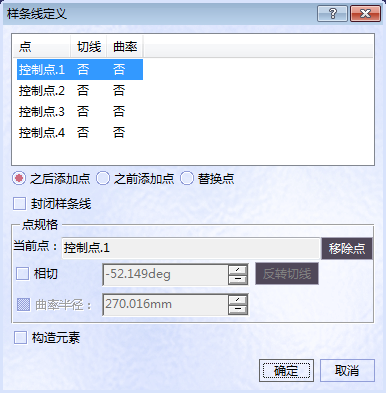 样条线定义
点 切线 曲率
控制点.1 否 否
控制点.2 否 否
控制点.3 否 否
控制点.4 否 否
之后添加点 之前添加点 替换点
封闭样条线
点规格
当前点： 控制点.1 移除点
相切 -52.149deg 反转切线
曲率半径： 270.016mm
构造元素
确定 取消